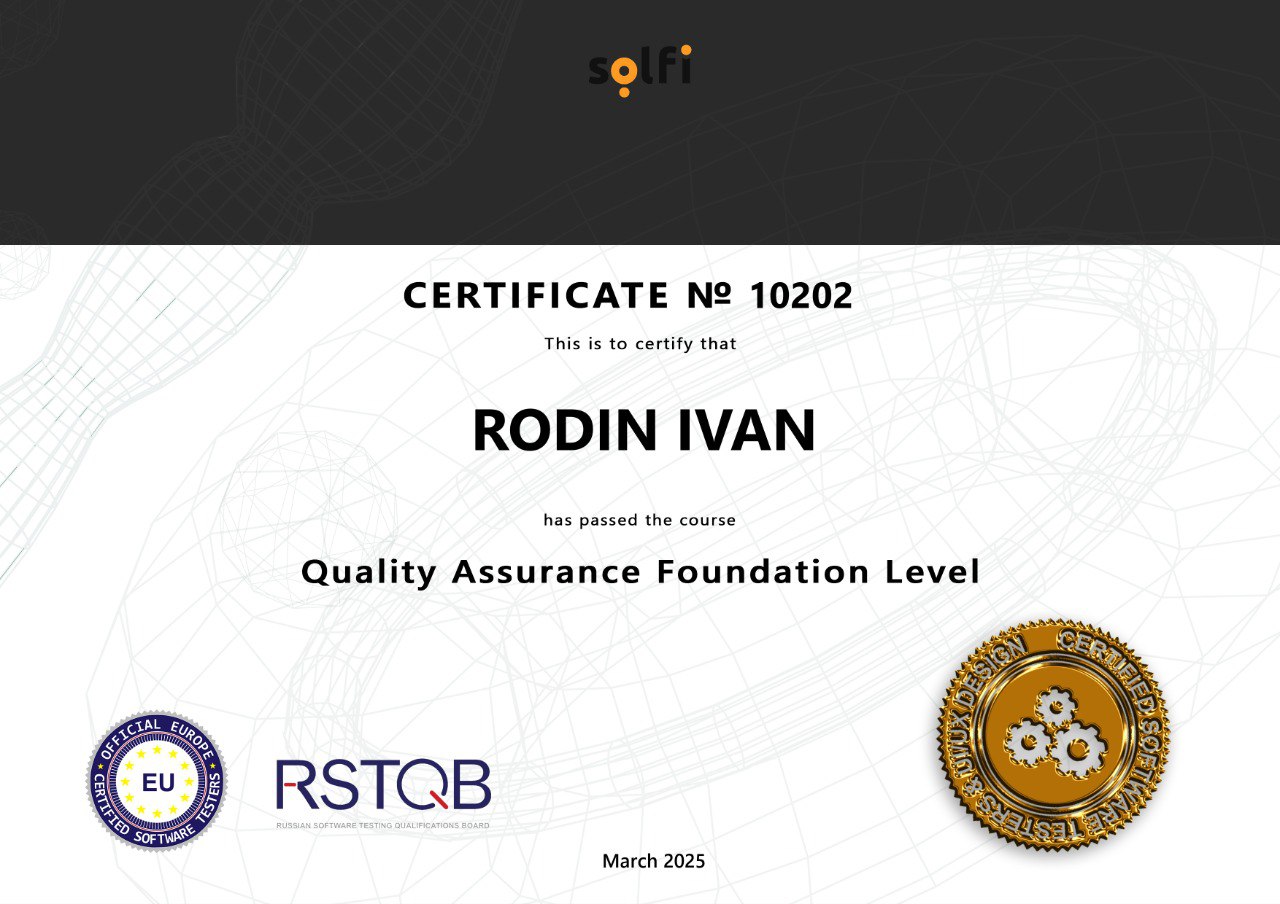 solfi
CERTIFICATE № 10202
This is to certify that
RODIN IVAN
has passed the course
Quality Assurance Foundation Level
OFFICIAL EUROPE
CERTIFIED SOFTWARE TESTERS
EU
RSTQB
RUSSIAN SOFTWARE TESTING QUALIFICATIONS BOARD
CERTIFIED SOFTWARE TESTERS & UI/UX DESIGN
March 2025